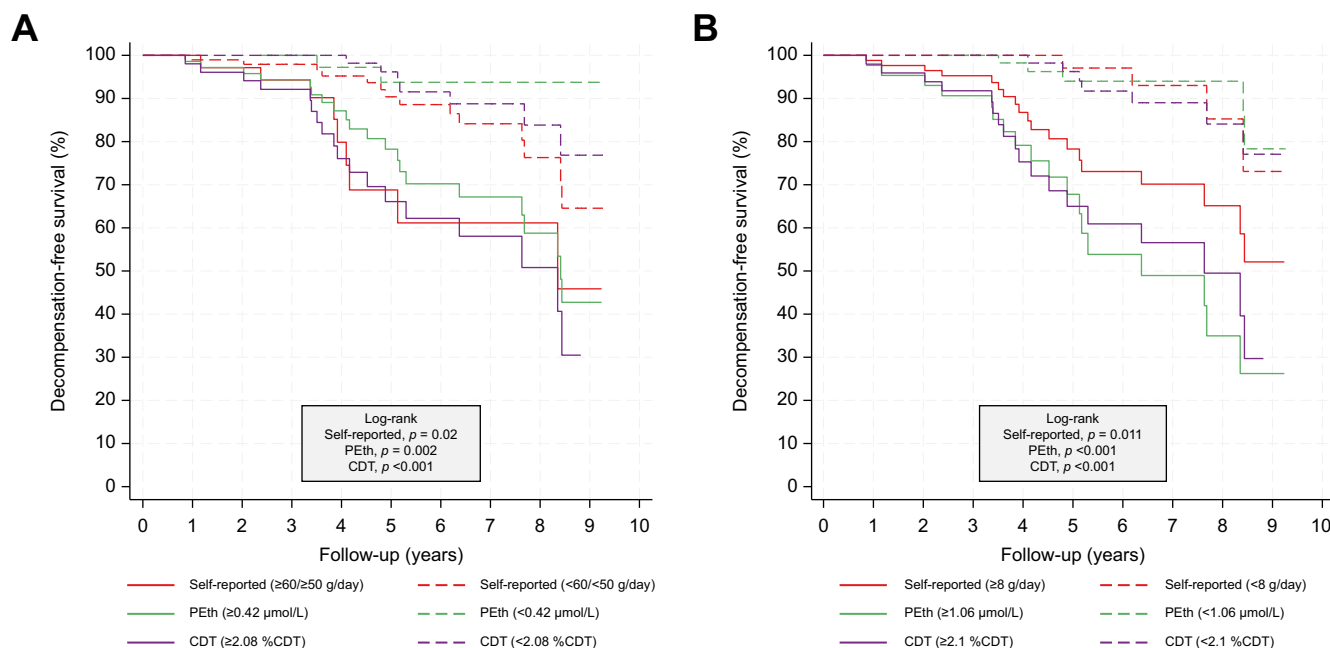 A
Decompensation-free survival (%)
100
90
80
70
60
50
40
30
20
10
0
Log-rank
Self-reported, p = 0.02
PEth, p = 0.002
CDT, p <0.001
0 1 2 3 4 5 6 7 8 9 10
Follow-up (years)
Self-reported (≥60/≥50 g/day)
Self-reported (<60/<50 g/day)
PEth (≥0.42 µmol/L)
PEth (<0.42 µmol/L)
CDT (≥2.08 %CDT)
CDT (<2.08 %CDT)
B
Decompensation-free survival (%)
100
90
80
70
60
50
40
30
20
10
0
Log-rank
Self-reported, p = 0.011
PEth, p <0.001
CDT, p <0.001
0 1 2 3 4 5 6 7 8 9 10
Follow-up (years)
Self-reported (≥8 g/day)
Self-reported (<8 g/day)
PEth (≥1.06 µmol/L)
PEth (<1.06 µmol/L)
CDT (≥2.1 %CDT)
CDT (<2.1 %CDT)